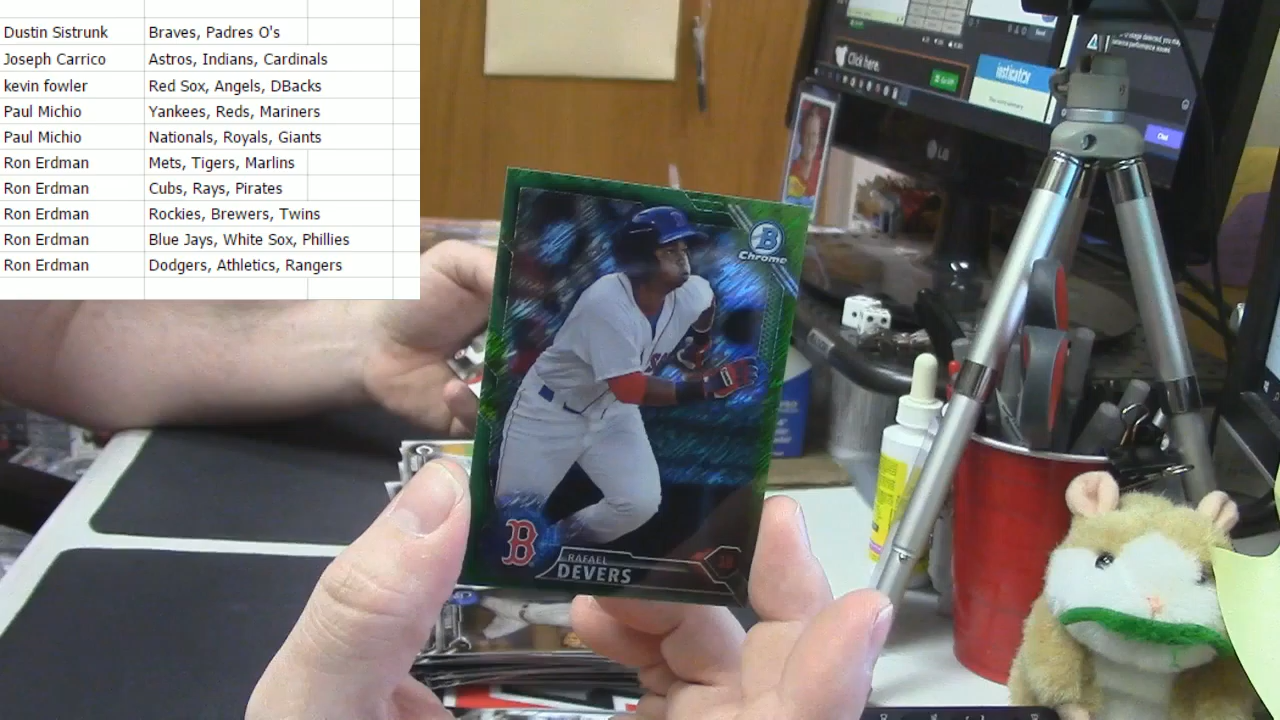 Dustin Sistrunk Braves, Padres O's
Joseph Carrico Astros, Indians, Cardinals
kevin fowler Red Sox, Angels, DBacks
Paul Michio Yankees, Reds, Mariners
Paul Michio Nationals, Royals, Giants
Ron Erdman Mets, Tigers, Marlins
Ron Erdman Cubs, Rays, Pirates
Ron Erdman Rockies, Brewers, Twins
Ron Erdman Blue Jays, White Sox, Phillies
Ron Erdman Dodgers, Athletics, Rangers
Click here.
insticator
Chat
LG
B
Chrome
B
RAFAEL
DEVERS